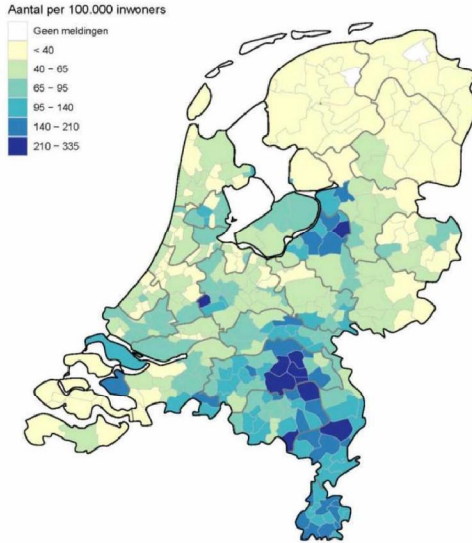 Aantal per 100.000 inwoners
Geen meldingen
< 40
40 – 65
65 – 95
95 – 140
140 – 210
210 – 335